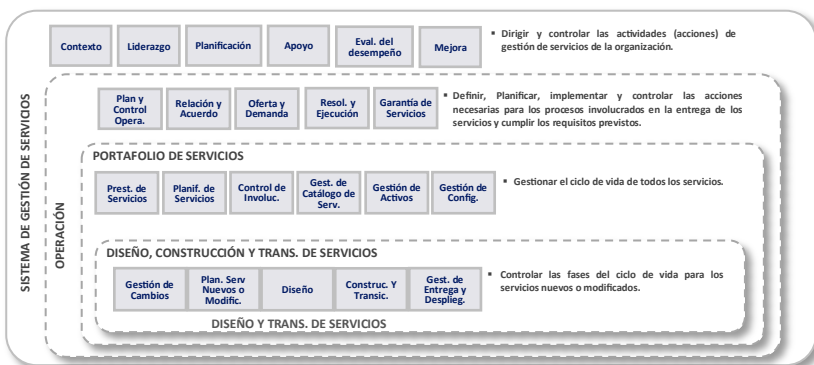 SISTEMA DE GESTIÓN DE SERVICIOS
Contexto
Liderazgo
Planificación
Apoyo
Eval. del
desempeño
Mejora
▪ Dirigir y controlar las actividades (acciones) de
gestión de servicios de la organización.
OPERACIÓN
Plan y
Control
Opera.
Relación y
Acuerdo
Oferta y
Demanda
Resol. y
Ejecución
Garantía de
Servicios
▪ Definir, Planificar, implementar y controlar las acciones
necesarias para los procesos involucrados en la entrega de los
servicios y cumplir los requisitos previstos.
PORTAFOLIO DE SERVICIOS
Prest. de
Servicios
Planif. de
Servicios
Control de
Involuc.
Gest. de
Catálogo de
Serv.
Gestión de
Activos
Gestión de
Config.
▪ Gestionar el ciclo de vida de todos los servicios.
DISEÑO, CONSTRUCCIÓN Y TRANS. DE SERVICIOS
Gestión de
Cambios
Plan. Serv
Nuevos o
Modific.
Diseño
Construc. Y
Transic.
Gest. de
Entrega y
Desplieg.
▪ Controlar las fases del ciclo de vida para los
servicios nuevos o modificados.
DISEÑO Y TRANS. DE SERVICIOS